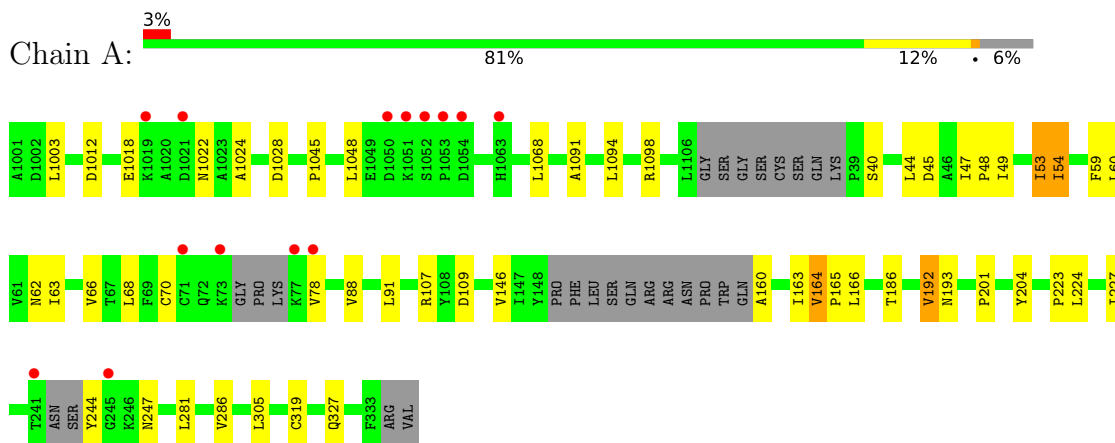 3%
Chain A:
81% 12% • 6%
A1001 D1002 L1003 D1012 E1018 K1019 A1020 D1021 N1022 A1023 A1024 D1028 P1045 L1048 E1049 D1050 K1051 S1052 P1053 D1054 H1063 L1068 A1091 L1094 R1098 L1106 GLY SER GLY SER CYS SER GLN LYS P39 S40 L44 D45 A46 I47 P48 I49 I53 I54 F59 L60
V61 N62 I63 V66 T67 L68 F69 C70 C71 Q72 K73 GLY PRO LYS K77 V78 V88 L91 R107 Y108 D109 V146 I147 Y148 PRO PHE LEU SER GLN ARG ARG ASN PRO TRP GLN A160 I163 V164 P165 L166 T186 V192 N193 P201 Y204 P223 L224
T241 ASN SER Y244 G245 K246 N247 L281 V286 L305 C319 Q327 F333 ARG VAL